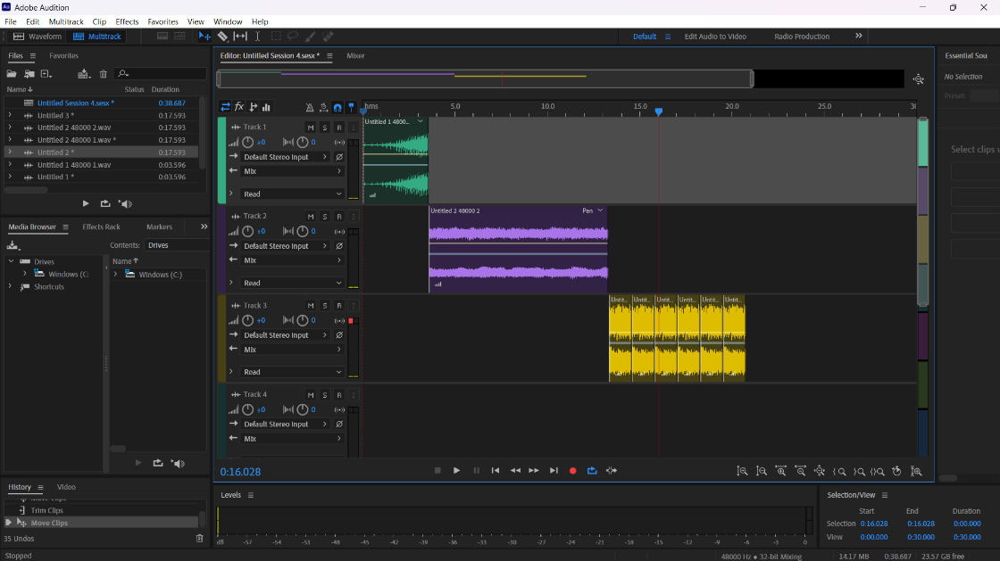 Au Adobe Audition
File Edit Multitrack Clip Effects Favorites View Window Help
Waveform Multitrack Default Edit Audio to Video Radio Production
Files Favorites
Name Status Duration
Untitled Session 4.sesx * 0:38.687
Untitled 3 * 0:17.593
Untitled 2 48000 2.wav 0:17.593
Untitled 2 48000 1.wav * 0:17.593
Untitled 2 * 0:17.593
Untitled 1 48000 1.wav 0:03.596
Untitled 1 * 0:03.596
Media Browser Effects Rack Markers
Contents: Drives
Name
Drives
Windows (C:
Shortcuts
Windows (C:)
History Video
Move Clips
Trim Clips
Move Clips
35 Undos
Stopped
Editor: Untitled Session 4.sesx * Mixer
fx
hms 5.0 10.0 15.0 20.0 25.0 30
Track 1 M S R I
+0 0
Default Stereo Input
Mix
Read
Untitled 1 4800...
Track 2 M S R I
+0 0
Default Stereo Input
Mix
Read
Untitled 2 48000 2 Pan
Track 3 M S R I
+0 0
Default Stereo Input
Mix
Read
Untit... Untit... Untit... Untit... Untit... Untit...
Track 4 M S R I
+0 0
Default Stereo Input
Mix
0:16.028
Levels
dB -57 -54 -51 -48 -45 -42 -39 -36 -33 -30 -27 -24 -21 -18 -15 -12 -9 -6 -3 0
Essential Sou
No Selection
Preset:
Select clips
Selection/View
Start End Duration
Selection 0:16.028 0:16.028 0:00.000
View 0:00.000 0:30.000 0:30.000
48000 Hz ● 32-bit Mixing 14.17 MB 0:38.687 23.57 GB free